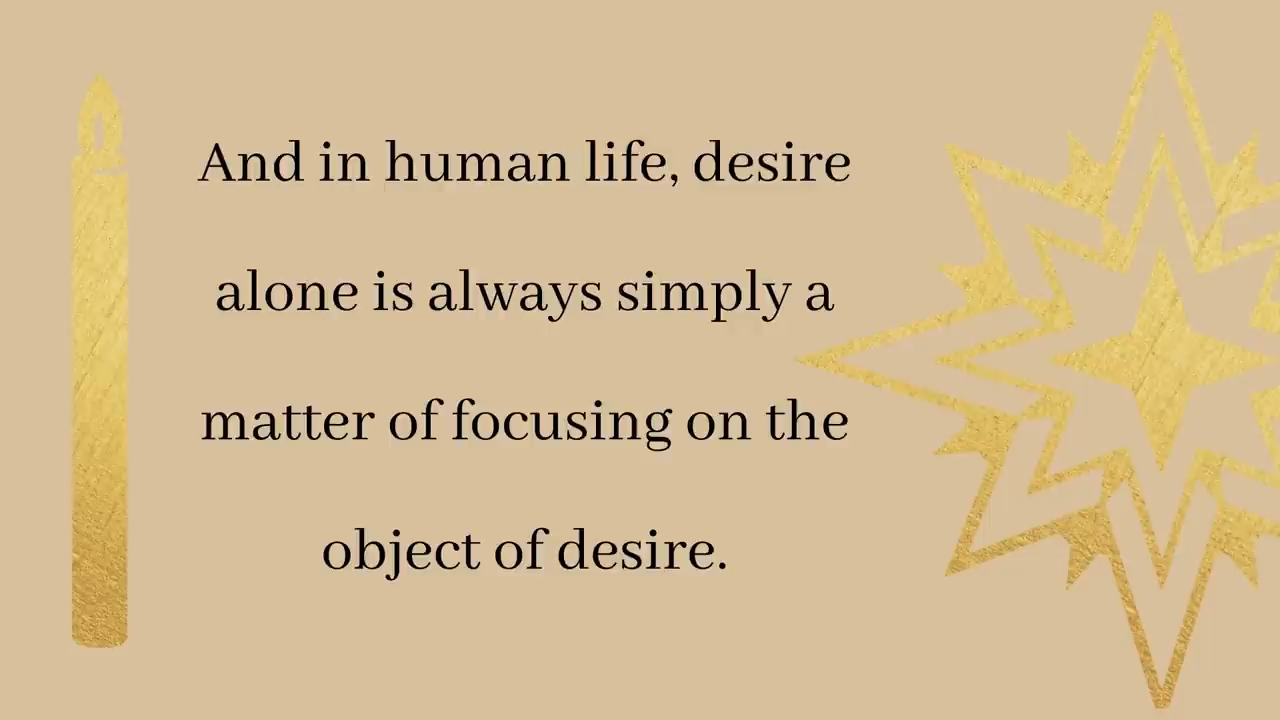 And in human life, desire
alone is always simply a
matter of focusing on the
object of desire.